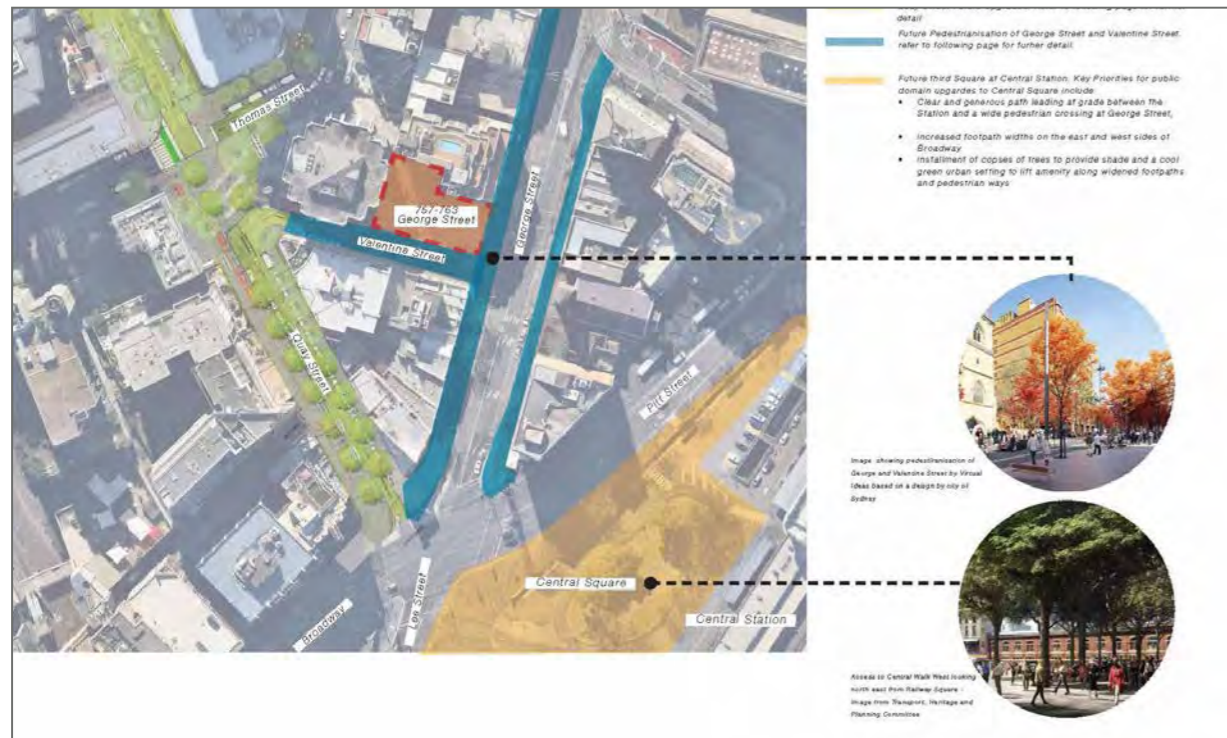 detail
Future Pedestrianisation of George Street and Valentine Street,
refer to following page for furher detail.
Future third Square at Central Station. Key Priorities for public
domain upgardes to Central Square include
• Clear and generous path leading at grade between the
Station and a wide pedestrian crossing at George Street,
• Increased footpath widths on the east and west sides of
Broadway
• Installment of copses of trees to provide shade and a cool
green urban setting to lift amenity along widened footpaths
and pedestrian ways
Thomas Street
757-763
George Street
George Street
Valentine Street
Quay Street
Pitt Street
Image showing pedestrianisation of
George and Valentine Street by Virtual
Ideas based on a design by city of
Sydney
Central Square
Lee Street
Broadway
Central Station
Access to Central Walk West looking
north east from Railway Square -
Image from Transport, Heritage and
Planning Committee